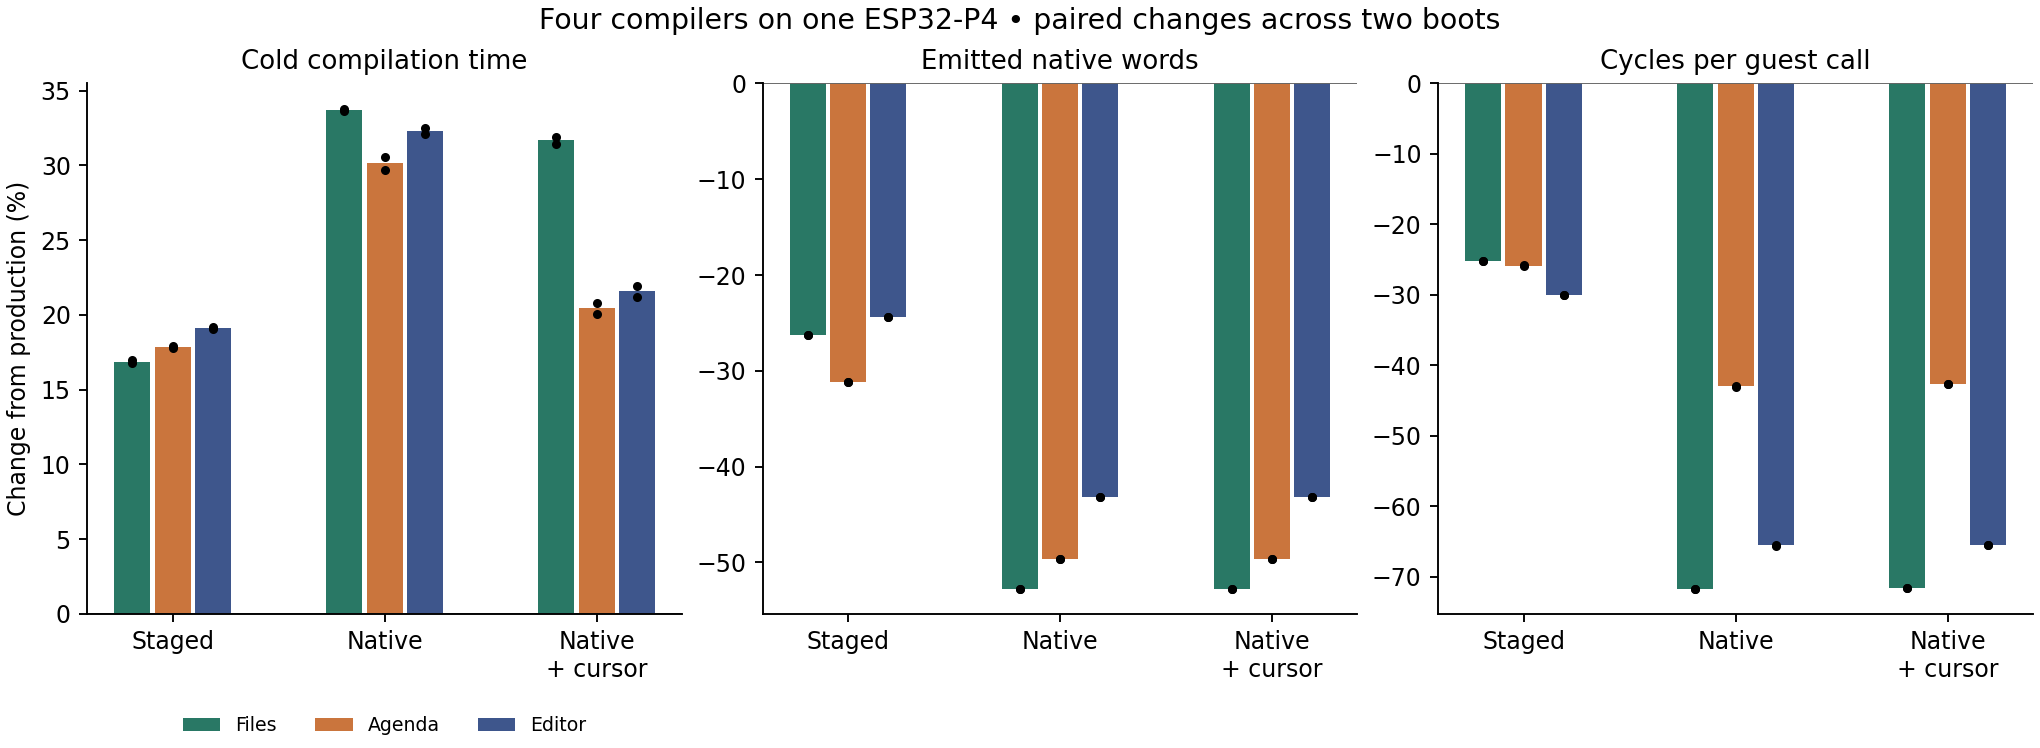 Four compilers on one ESP32-P4 • paired changes across two boots
Cold compilation time
Change from production (%)
35
30
25
20
15
10
5
0
Staged
Native
Native
+ cursor
Emitted native words
0
−10
−20
−30
−40
−50
Staged
Native
Native
+ cursor
Cycles per guest call
0
−10
−20
−30
−40
−50
−60
−70
Staged
Native
Native
+ cursor
Files
Agenda
Editor